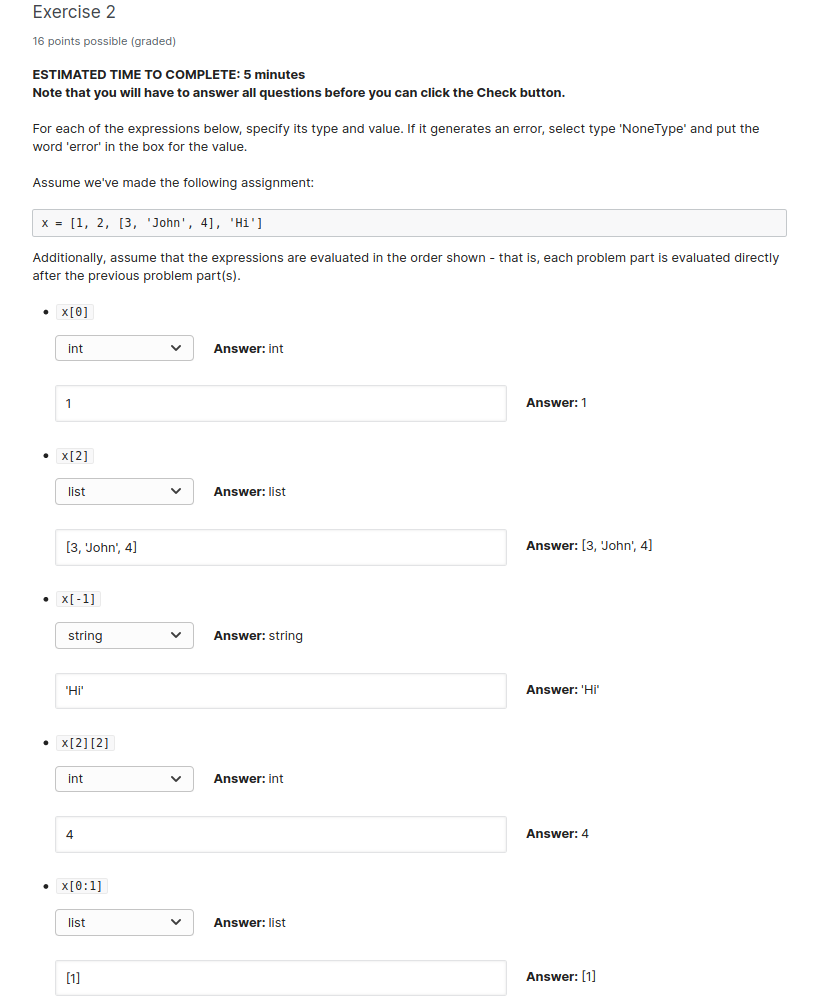 Exercise 2
16 points possible (graded)
ESTIMATED TIME TO COMPLETE: 5 minutes
Note that you will have to answer all questions before you can click the Check button.
For each of the expressions below, specify its type and value. If it generates an error, select type 'NoneType' and put the
word 'error' in the box for the value.
Assume we've made the following assignment:
x = [1, 2, [3, 'John', 4], 'Hi']
Additionally, assume that the expressions are evaluated in the order shown - that is, each problem part is evaluated directly
after the previous problem part(s).
• x[0]
int Answer: int
1 Answer: 1
• x[2]
list Answer: list
[3, 'John', 4] Answer: [3, 'John', 4]
• x[-1]
string Answer: string
'Hi' Answer: 'Hi'
• x[2][2]
int Answer: int
4 Answer: 4
• x[0:1]
list Answer: list
[1] Answer: [1]